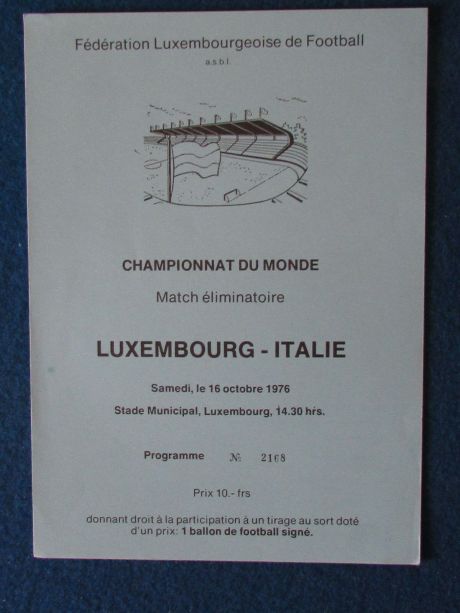 Fédération Luxembourgeoise de Football
a.s.b.l.
CHAMPIONNAT DU MONDE
Match éliminatoire
LUXEMBOURG - ITALIE
Samedi, le 16 octobre 1976
Stade Municipal, Luxembourg, 14.30 hrs.
Programme № 2168
Prix 10.- frs
donnant droit à la participation à un tirage au sort doté
d'un prix: 1 ballon de football signé.